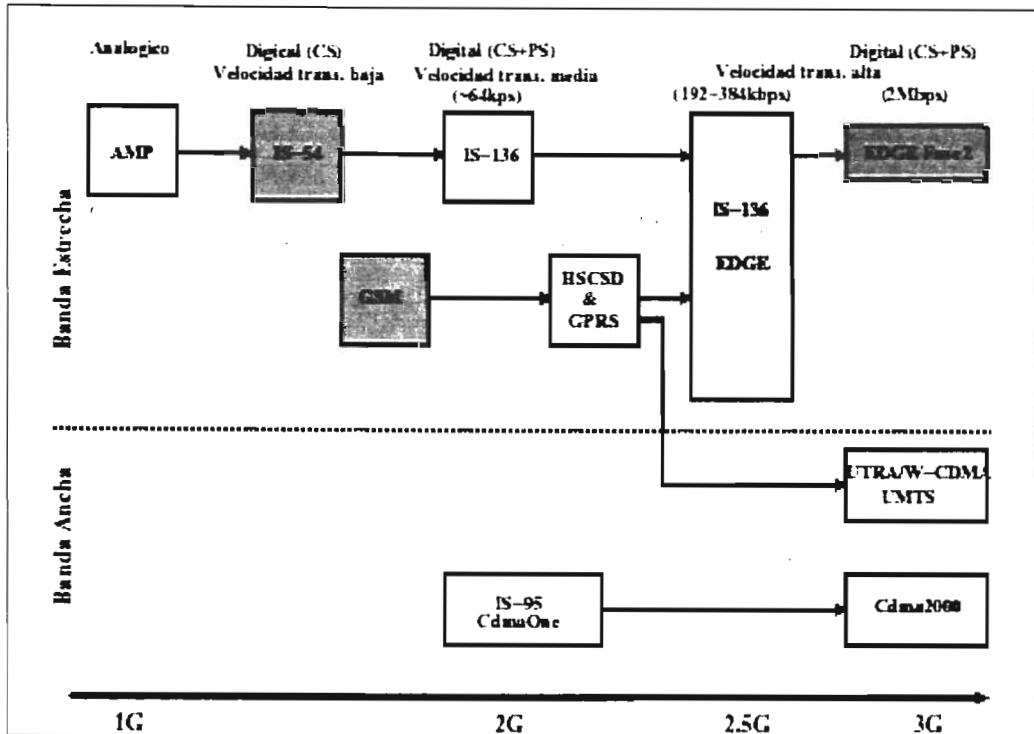 Analogico
Digical (CS)
Velocidad trans. baja
Digital (CS+PS)
Velocidad trans. media
(~64kps)
Velocidad trans. alta
(192-384kbps)
(2Mbps)
Digital (CS+PS)
AMP
IS-54
IS-136
IS-136
EDGE
EDGE Fase2
GSM
HSCSD
&
GPRS
Banda Estrecha
UTRA/W-CDMA
UMTS
Banda Ancha
IS-95
CdmaOne
Cdma2000
1G
2G
2.5G
3G